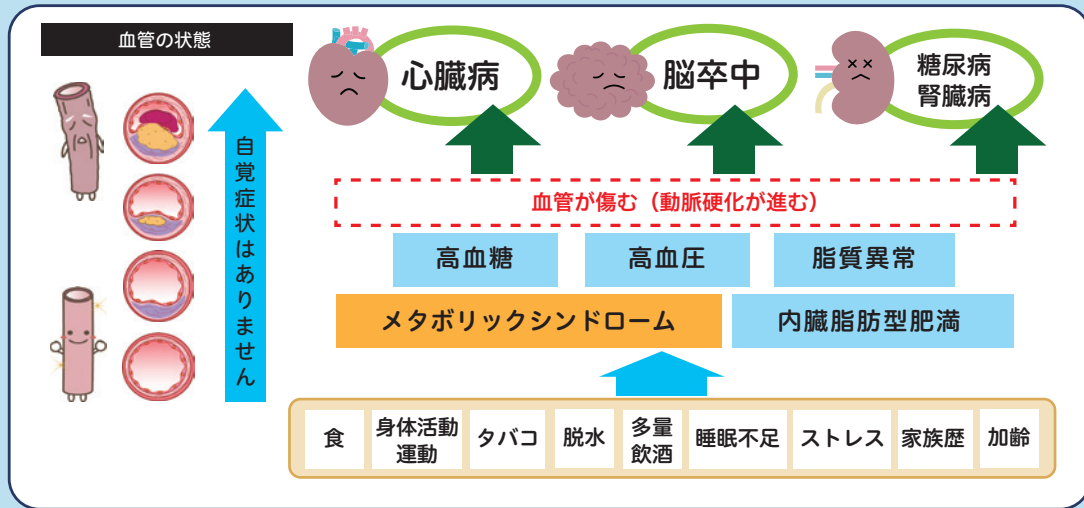 血管の状態
自覚症状はありません
心臓病
脳卒中
糖尿病
腎臓病
血管が傷む（動脈硬化が進む）
高血糖
高血圧
脂質異常
メタボリックシンドローム
内臓脂肪型肥満
食
身体活動
運動
タバコ
脱水
多量
飲酒
睡眠不足
ストレス
家族歴
加齢